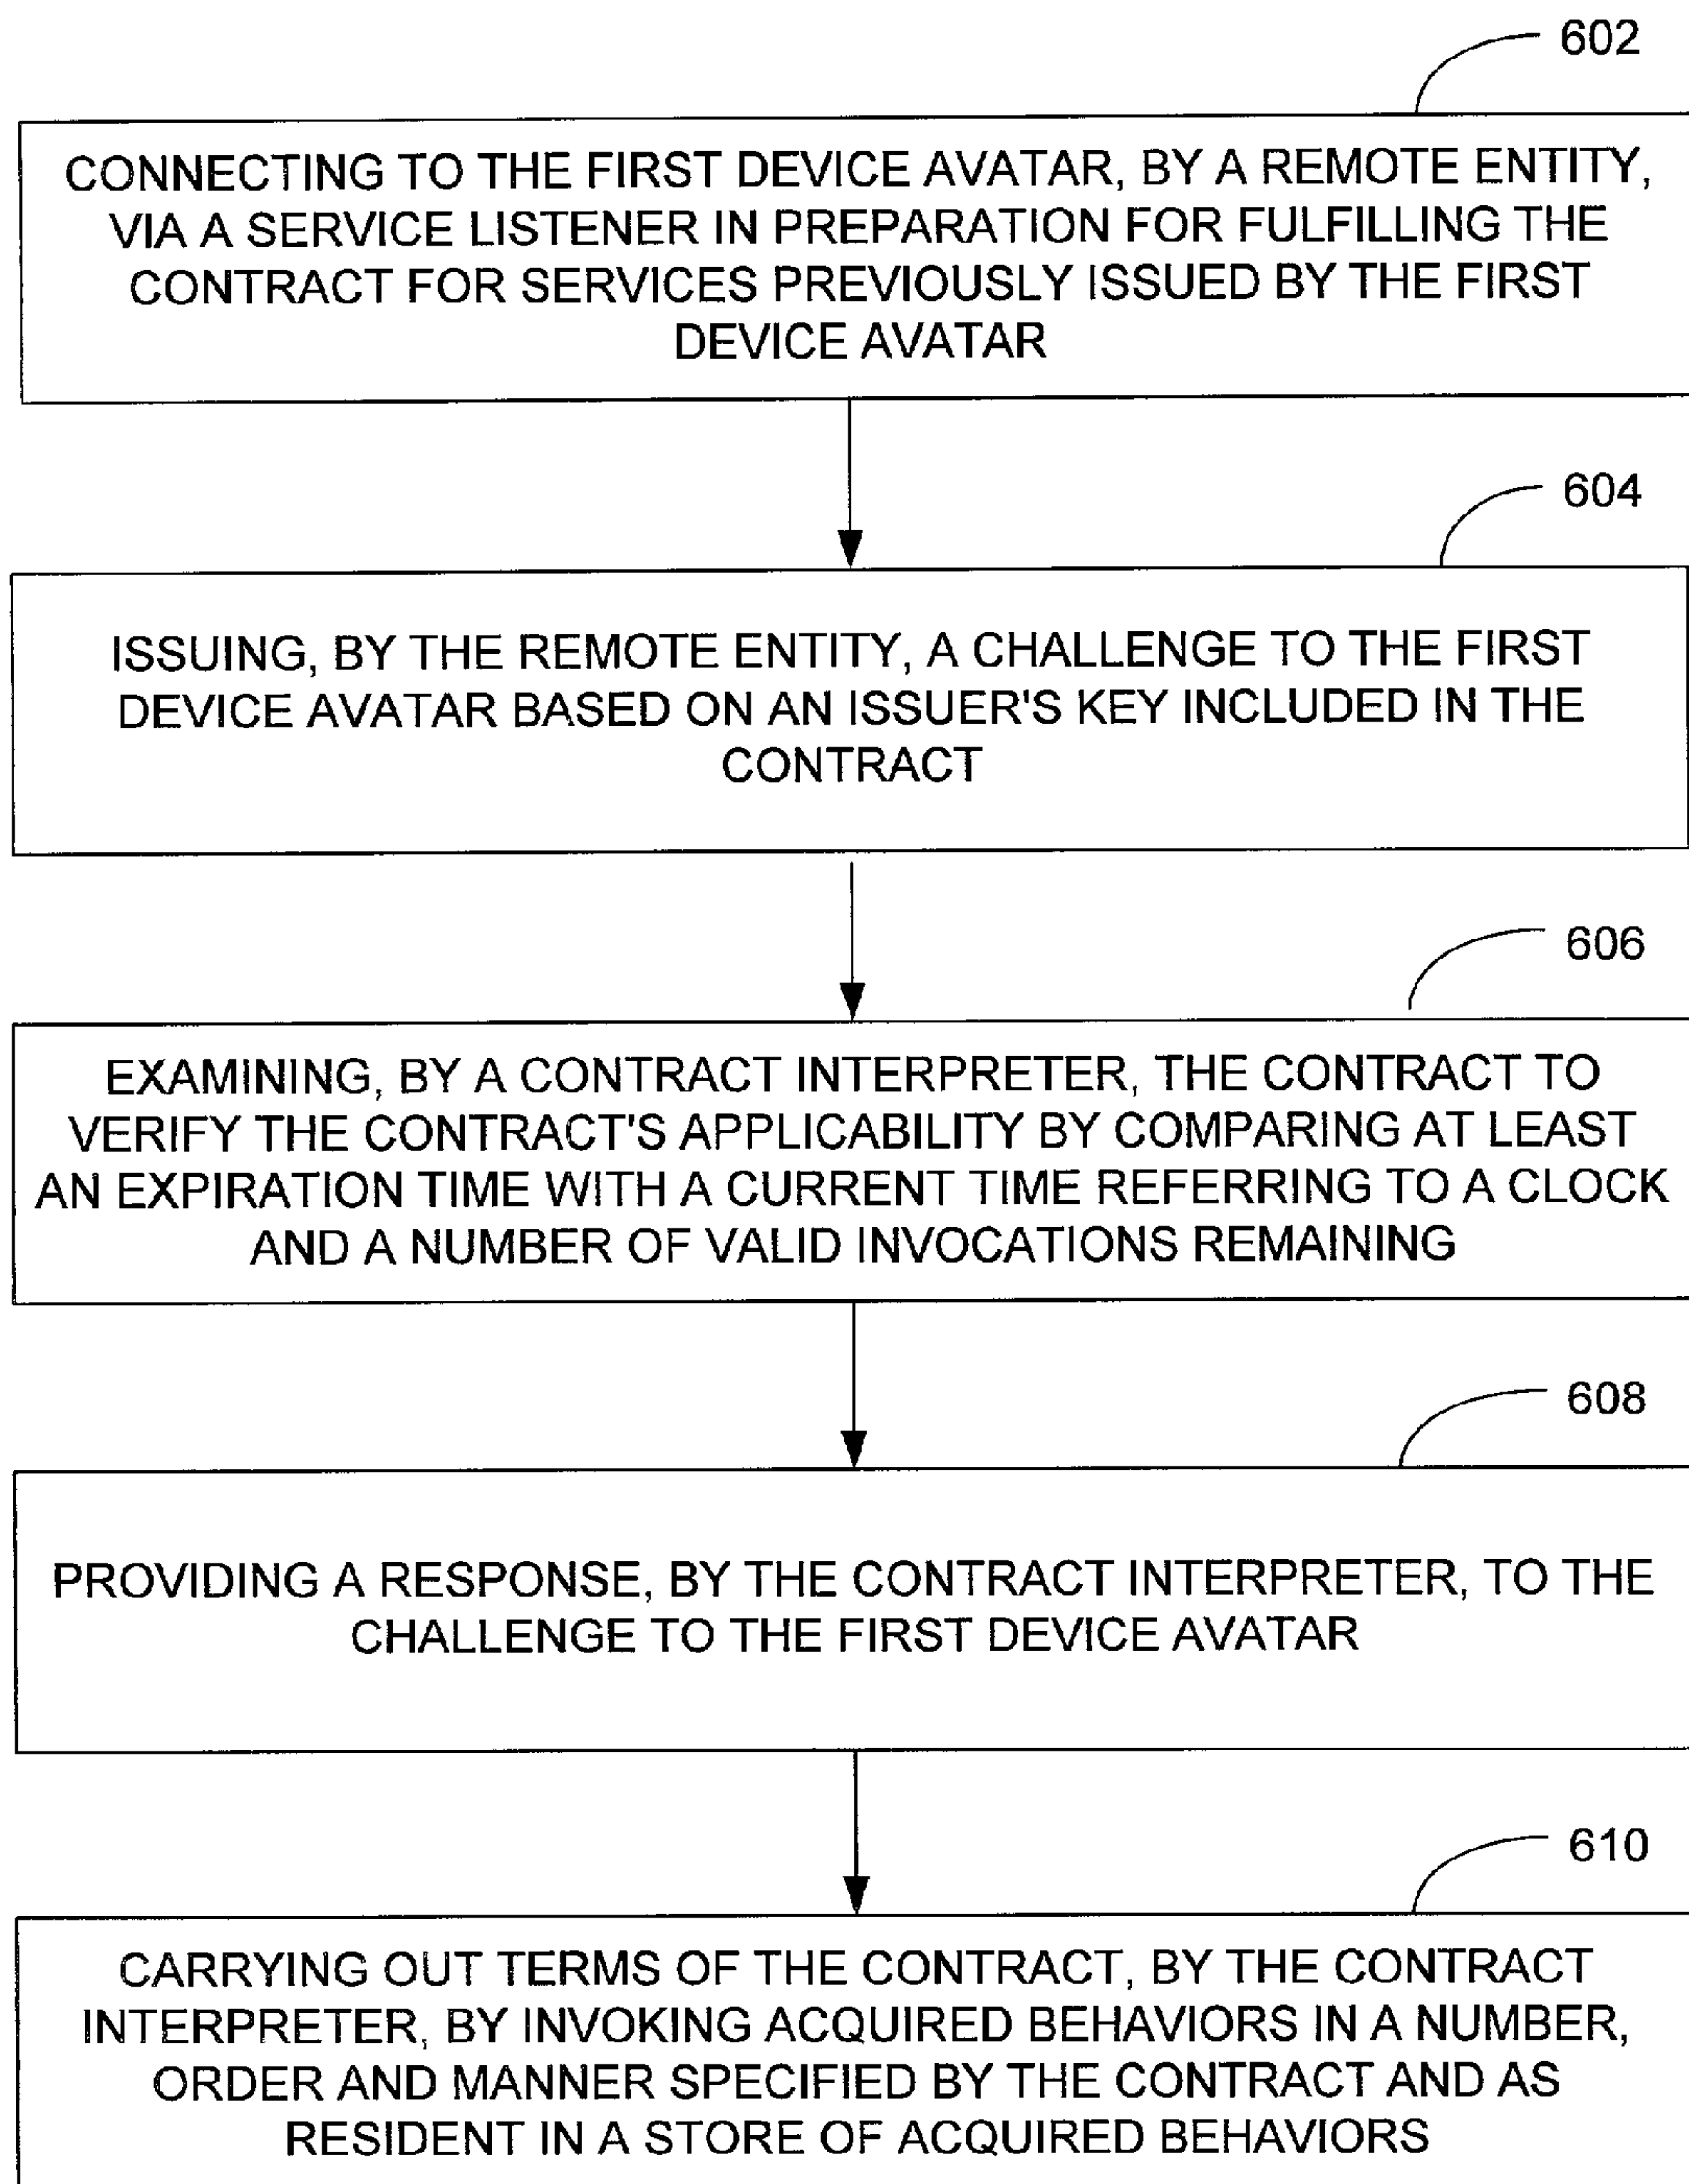 602
CONNECTING TO THE FIRST DEVICE AVATAR, BY A REMOTE ENTITY,
VIA A SERVICE LISTENER IN PREPARATION FOR FULFILLING THE
CONTRACT FOR SERVICES PREVIOUSLY ISSUED BY THE FIRST
DEVICE AVATAR
604
ISSUING, BY THE REMOTE ENTITY, A CHALLENGE TO THE FIRST
DEVICE AVATAR BASED ON AN ISSUER'S KEY INCLUDED IN THE
CONTRACT
606
EXAMINING, BY A CONTRACT INTERPRETER, THE CONTRACT TO
VERIFY THE CONTRACT'S APPLICABILITY BY COMPARING AT LEAST
AN EXPIRATION TIME WITH A CURRENT TIME REFERRING TO A CLOCK
AND A NUMBER OF VALID INVOCATIONS REMAINING
608
PROVIDING A RESPONSE, BY THE CONTRACT INTERPRETER, TO THE
CHALLENGE TO THE FIRST DEVICE AVATAR
610
CARRYING OUT TERMS OF THE CONTRACT, BY THE CONTRACT
INTERPRETER, BY INVOKING ACQUIRED BEHAVIORS IN A NUMBER,
ORDER AND MANNER SPECIFIED BY THE CONTRACT AND AS
RESIDENT IN A STORE OF ACQUIRED BEHAVIORS